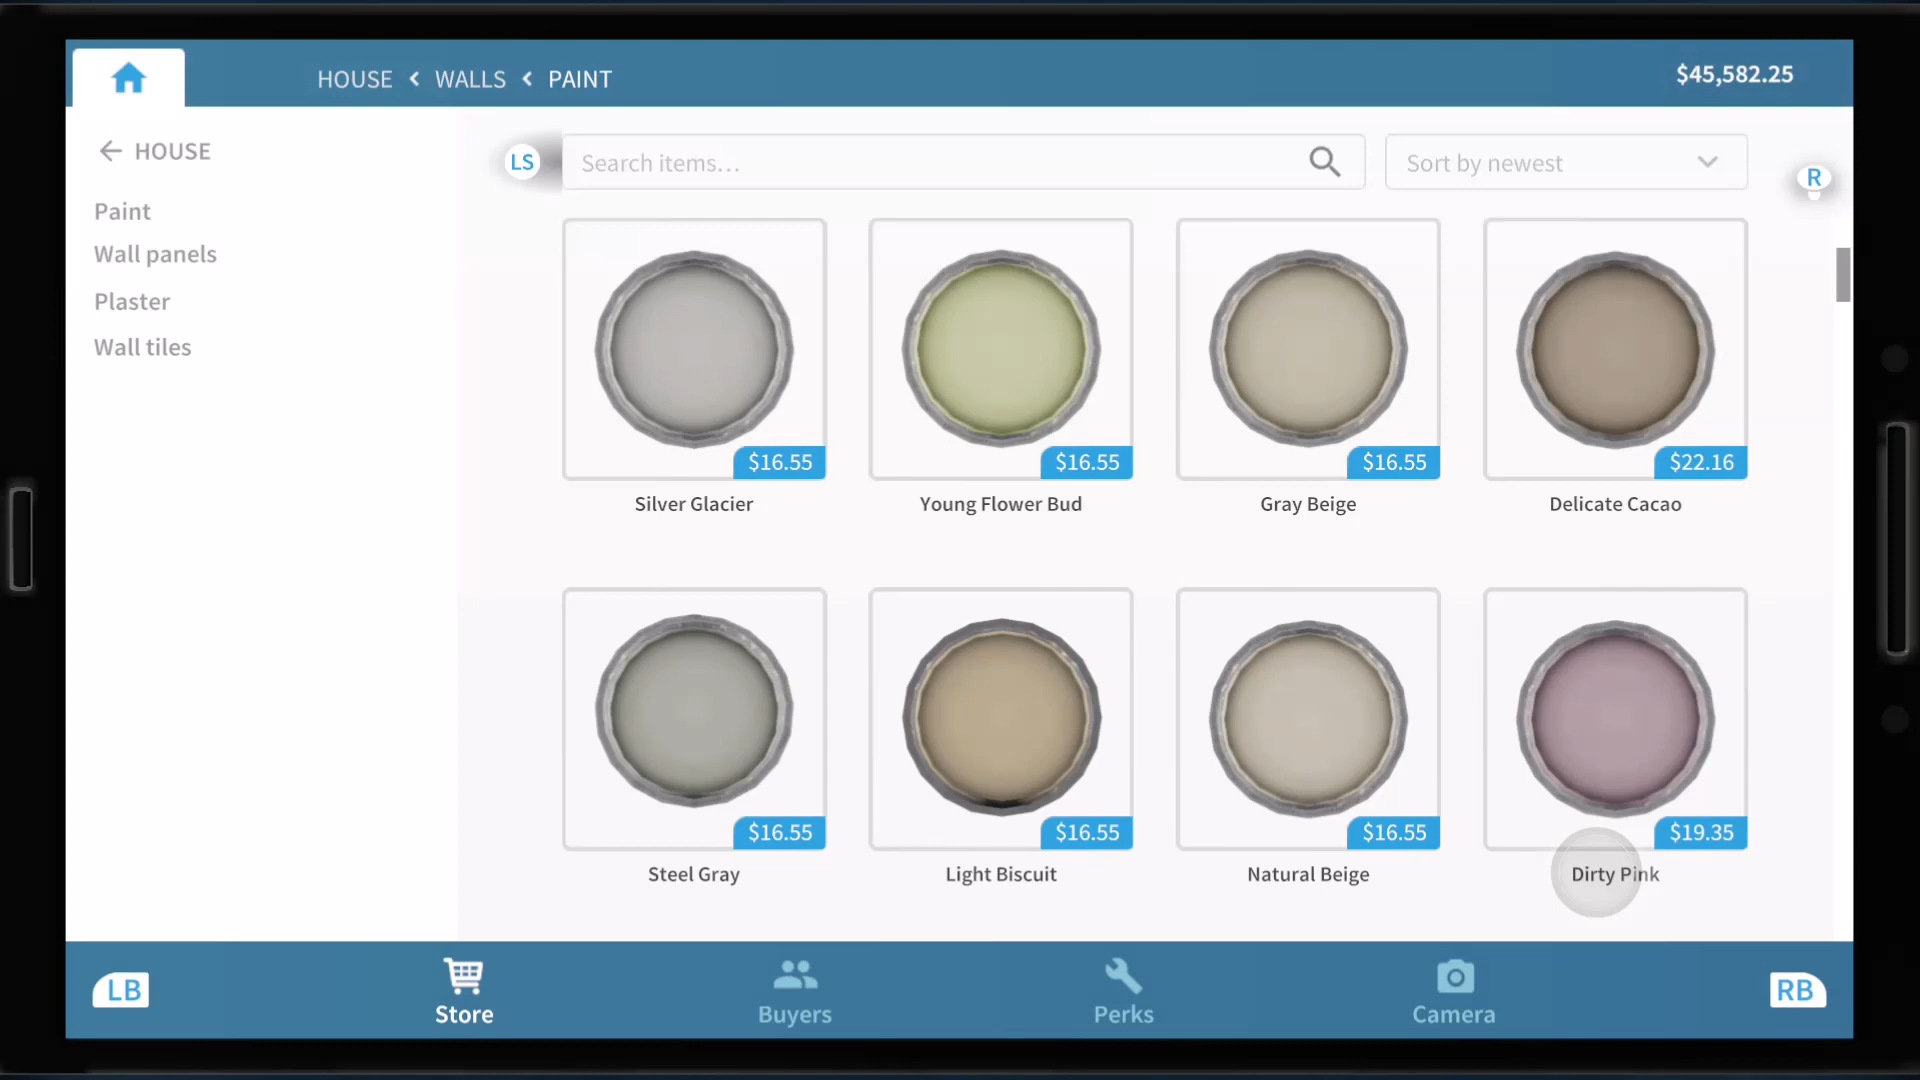 HOUSE < WALLS < PAINT
$45,582.25
HOUSE
Paint
Wall panels
Plaster
Wall tiles
LS
Search items...
Sort by newest
R
$16.55
$16.55
$16.55
$22.16
Silver Glacier
Young Flower Bud
Gray Beige
Delicate Cacao
$16.55
$16.55
$16.55
$19.35
Steel Gray
Light Biscuit
Natural Beige
Dirty Pink
LB
Store
Buyers
Perks
Camera
RB